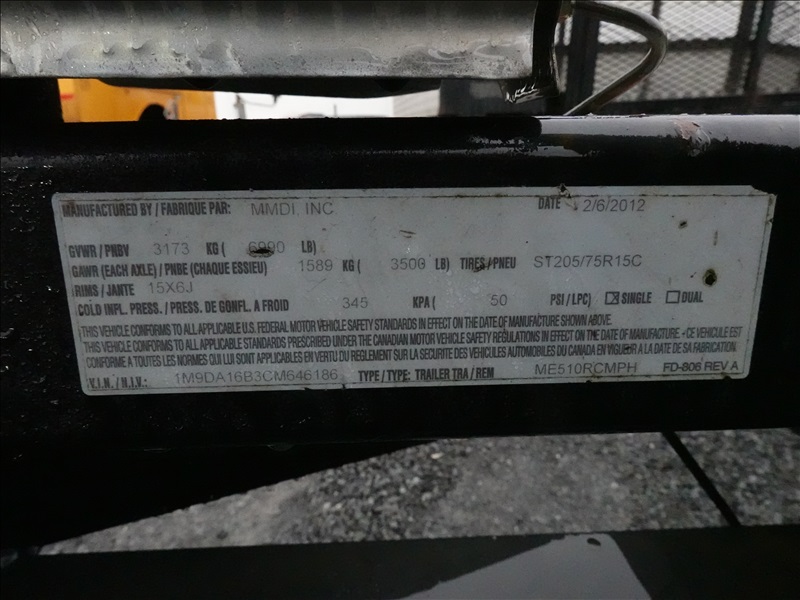 MANUFACTURED BY / FABRIQUE PAR: MMDI, INC DATE 2/6/2012
GVWR / PNBV 3173 KG ( 6990 LB)
GAWR (EACH AXLE) / PNBE (CHAQUE ESSIEU) 1589 KG ( 3500 LB) TIRES/PNEU ST205/75R15C
RIMS / JANTE 15X6J
COLD INFL. PRESS. / PRESS. DE GONFL. A FROID 345 KPA ( 50 PSI/LPC) ☒ SINGLE ☐ DUAL
THIS VEHICLE CONFORMS TO ALL APPLICABLE U.S. FEDERAL MOTOR VEHICLE SAFETY STANDARDS IN EFFECT ON THE DATE OF MANUFACTURE SHOWN ABOVE.
THIS VEHICLE CONFORMS TO ALL APPLICABLE STANDARDS PRESCRIBED UNDER THE CANADIAN MOTOR VEHICLE SAFETY REGULATIONS IN EFFECT ON THE DATE OF MANUFACTURE. • CE VEHICULE EST
CONFORME A TOUTES LES NORMES QUI LUI SONT APPLICABLES EN VERTU DU REGLEMENT SUR LA SECURITE DES VEHICULES AUTOMOBILES DU CANADA EN VIGUEUR A LA DATE DE SA FABRICATION.
V.I.N. / N.I.V.: 1M9DA16B3CM646186 TYPE/TYPE: TRAILER TRA/REM ME510RCMPH FD-806 REV A